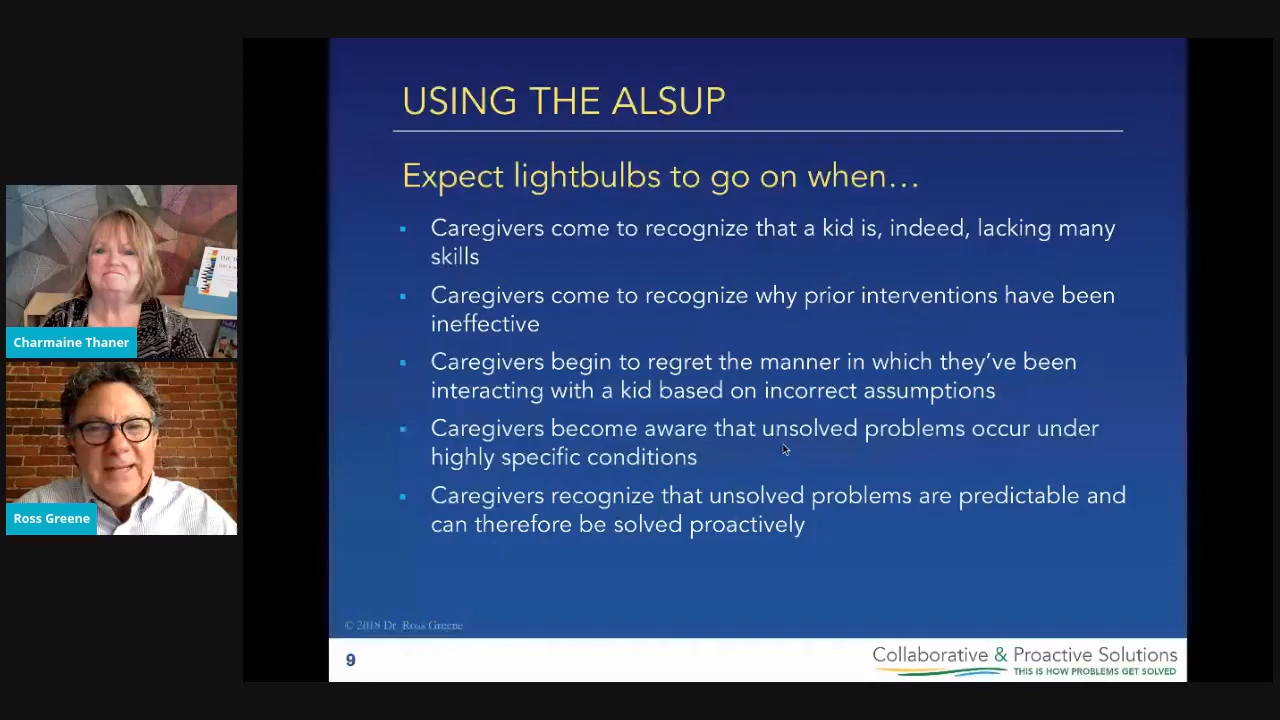 USING THE ALSUP
Expect lightbulbs to go on when...
▪ Caregivers come to recognize that a kid is, indeed, lacking many
skills
▪ Caregivers come to recognize why prior interventions have been
ineffective
▪ Caregivers begin to regret the manner in which they’ve been
interacting with a kid based on incorrect assumptions
▪ Caregivers become aware that unsolved problems occur under
highly specific conditions
▪ Caregivers recognize that unsolved problems are predictable and
can therefore be solved proactively
© 2018 Dr Ross Greene
9
Collaborative & Proactive Solutions
THIS IS HOW PROBLEMS GET SOLVED
Charmaine Thaner
Ross Greene